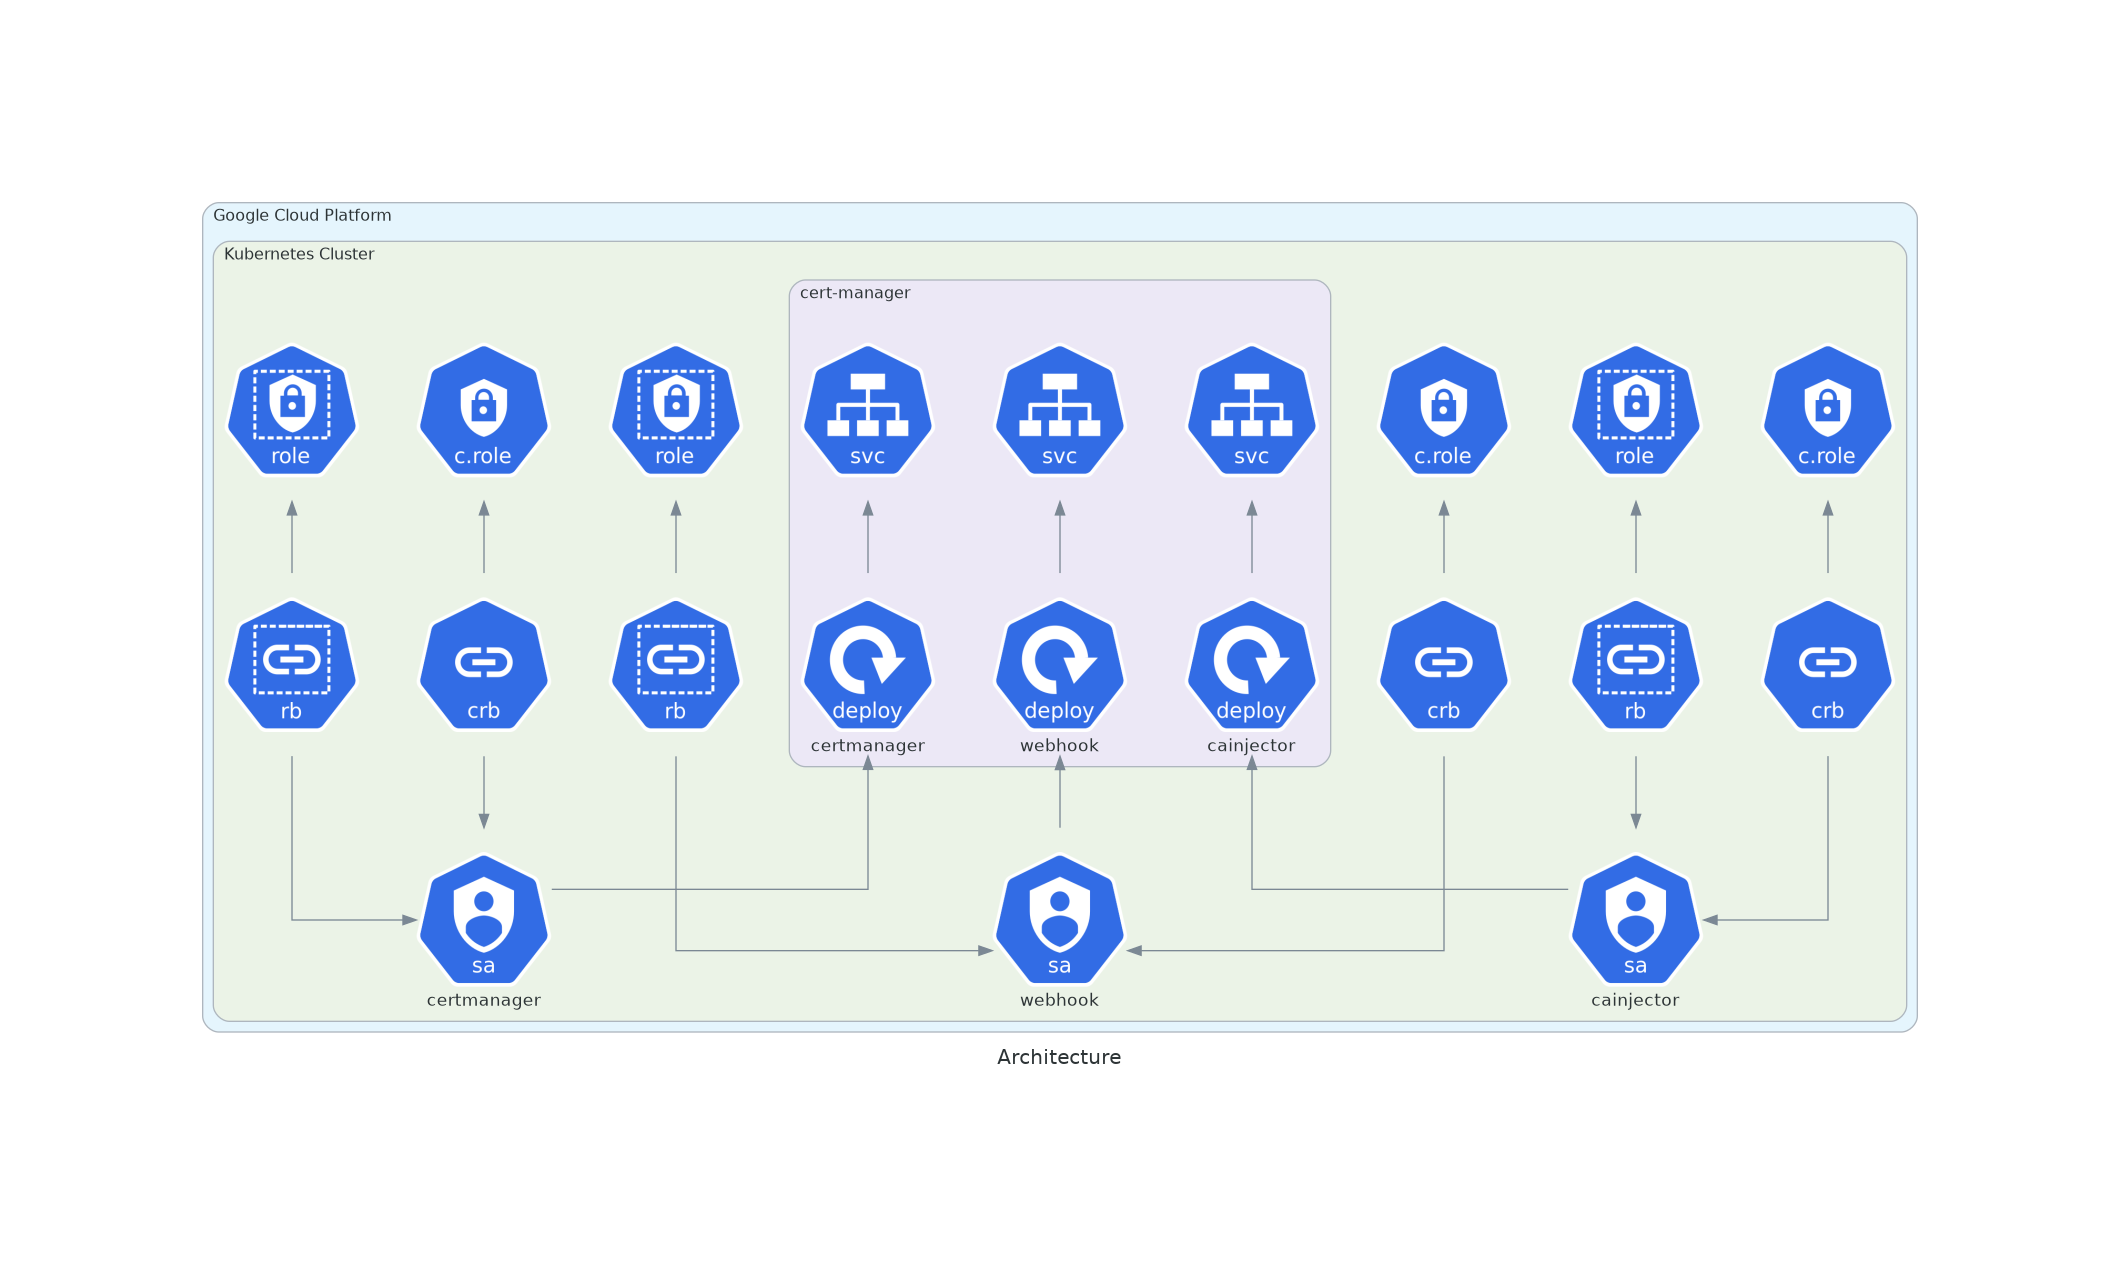 Google Cloud Platform
Kubernetes Cluster
cert-manager
role
c.role
role
svc
svc
svc
c.role
role
c.role
rb
crb
rb
deploy
deploy
deploy
crb
rb
crb
certmanager
webhook
cainjector
sa
sa
sa
certmanager
webhook
cainjector
Architecture